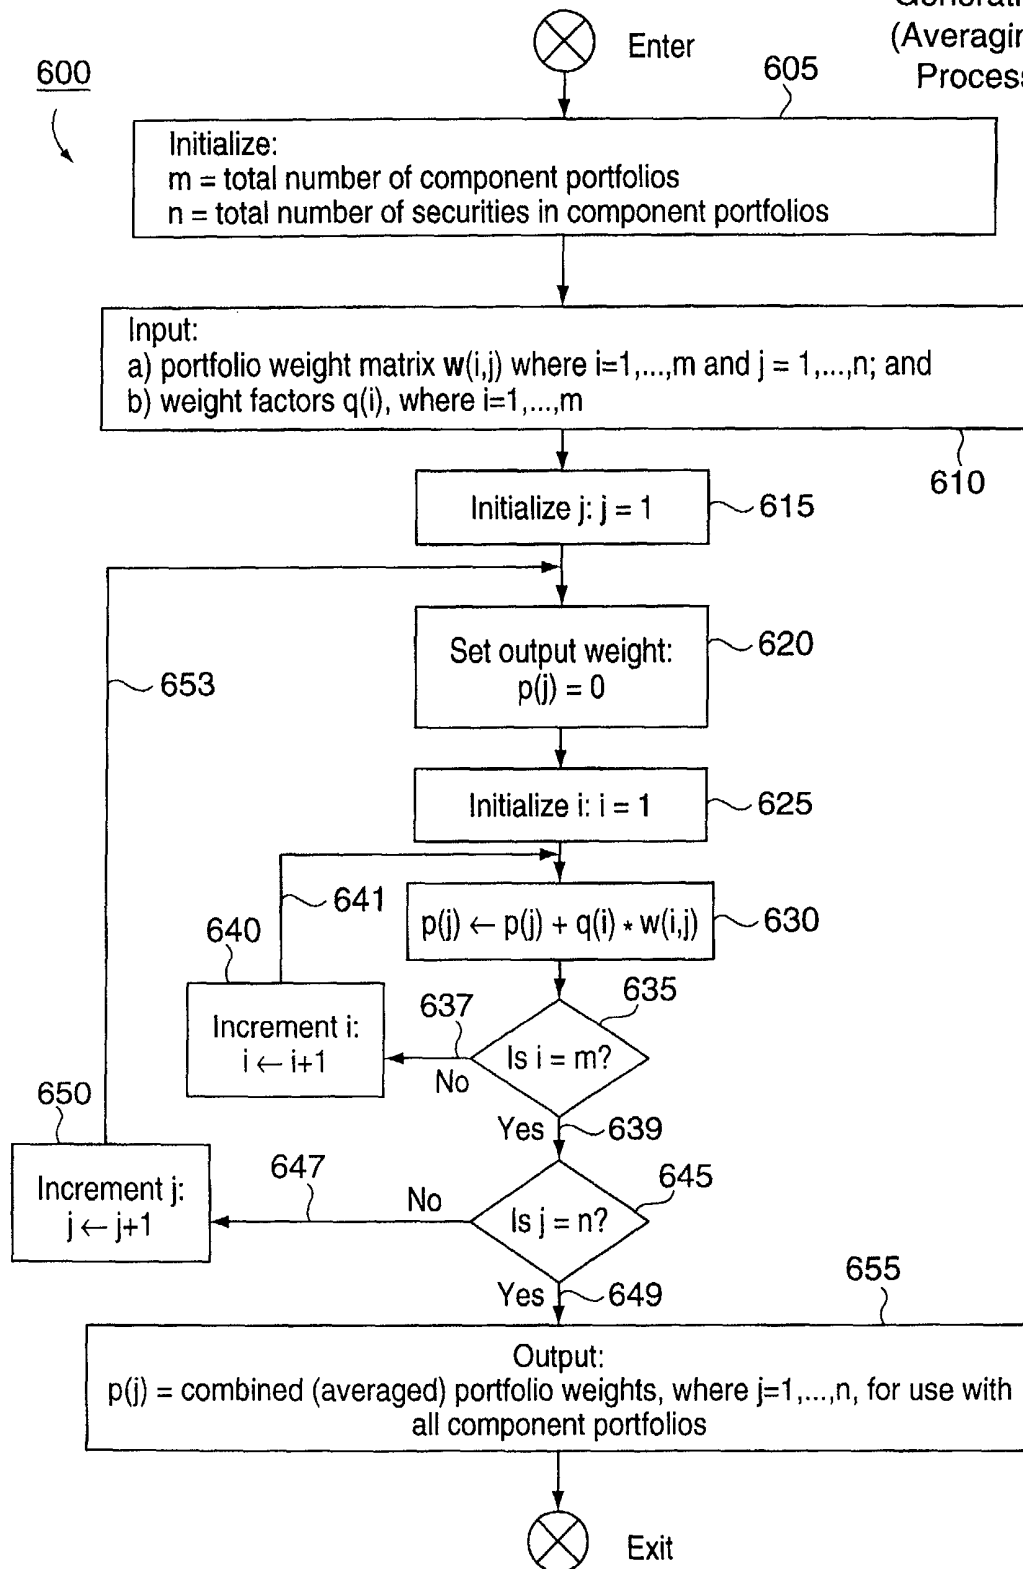 (Averagin
Process
Enter
600
605
Initialize:
m = total number of component portfolios
n = total number of securities in component portfolios
Input:
a) portfolio weight matrix w(i,j) where i=1,...,m and j = 1,...,n; and
b) weight factors q(i), where i=1,...,m
610
Initialize j: j = 1
615
Set output weight:
p(j) = 0
620
653
Initialize i: i = 1
625
641
p(j) ← p(j) + q(i) * w(i,j)
630
640
Increment i:
i ← i+1
637
No
635
Is i = m?
Yes
639
650
Increment j:
j ← j+1
647
No
645
Is j = n?
Yes
649
655
Output:
p(j) = combined (averaged) portfolio weights, where j=1,...,n, for use with
all component portfolios
Exit